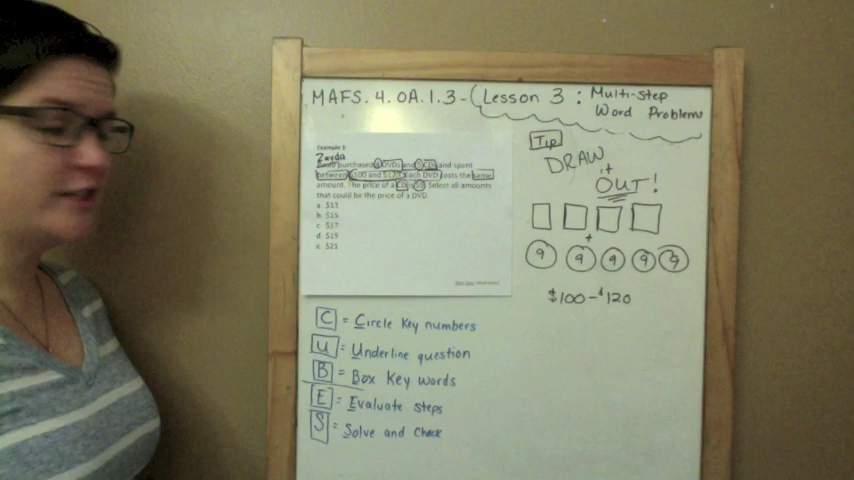 MAFS.4.OA.1.3-(Lesson 3: Multi-step
Word Problems
Example 3:
Zayda
purchased 4 DVDs and 5 CDs and spent
between $100 and $120. Each DVD costs the same
amount. The price of a CD is $9. Select all amounts
that could be the price of a DVD.
a. $13
b. $15
c. $17
d. $19
e. $21
Tip
DRAW
it
OUT!
+
9 9 9 9 9
$100-$120
C = Circle Key numbers
U = Underline question
B = Box Key words
E = Evaluate steps
S = Solve and Check